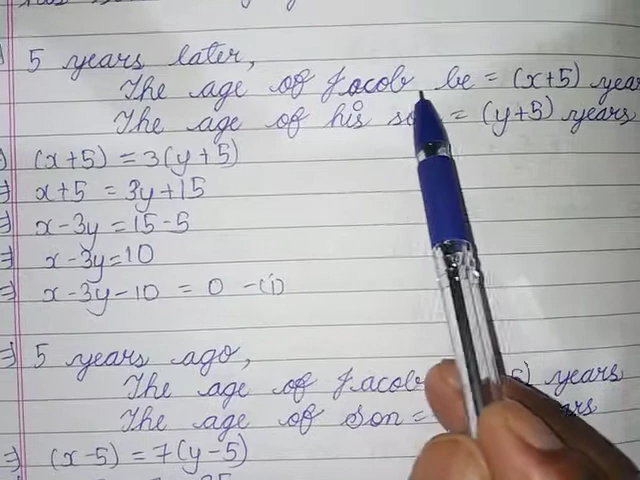 5 years later,
The age of Jacob be = (x+5) years
The age of his = (y+5) years
(x+5) = 3(y+5)
⇒ x+5 = 3y+15
⇒ x-3y = 15-5
⇒ x-3y=10
⇒ x-3y-10 = 0 -(i)
⇒ 5 years ago,
The age of Jacob years
The age of son =
⇒ (x-5) = 7(y-5)